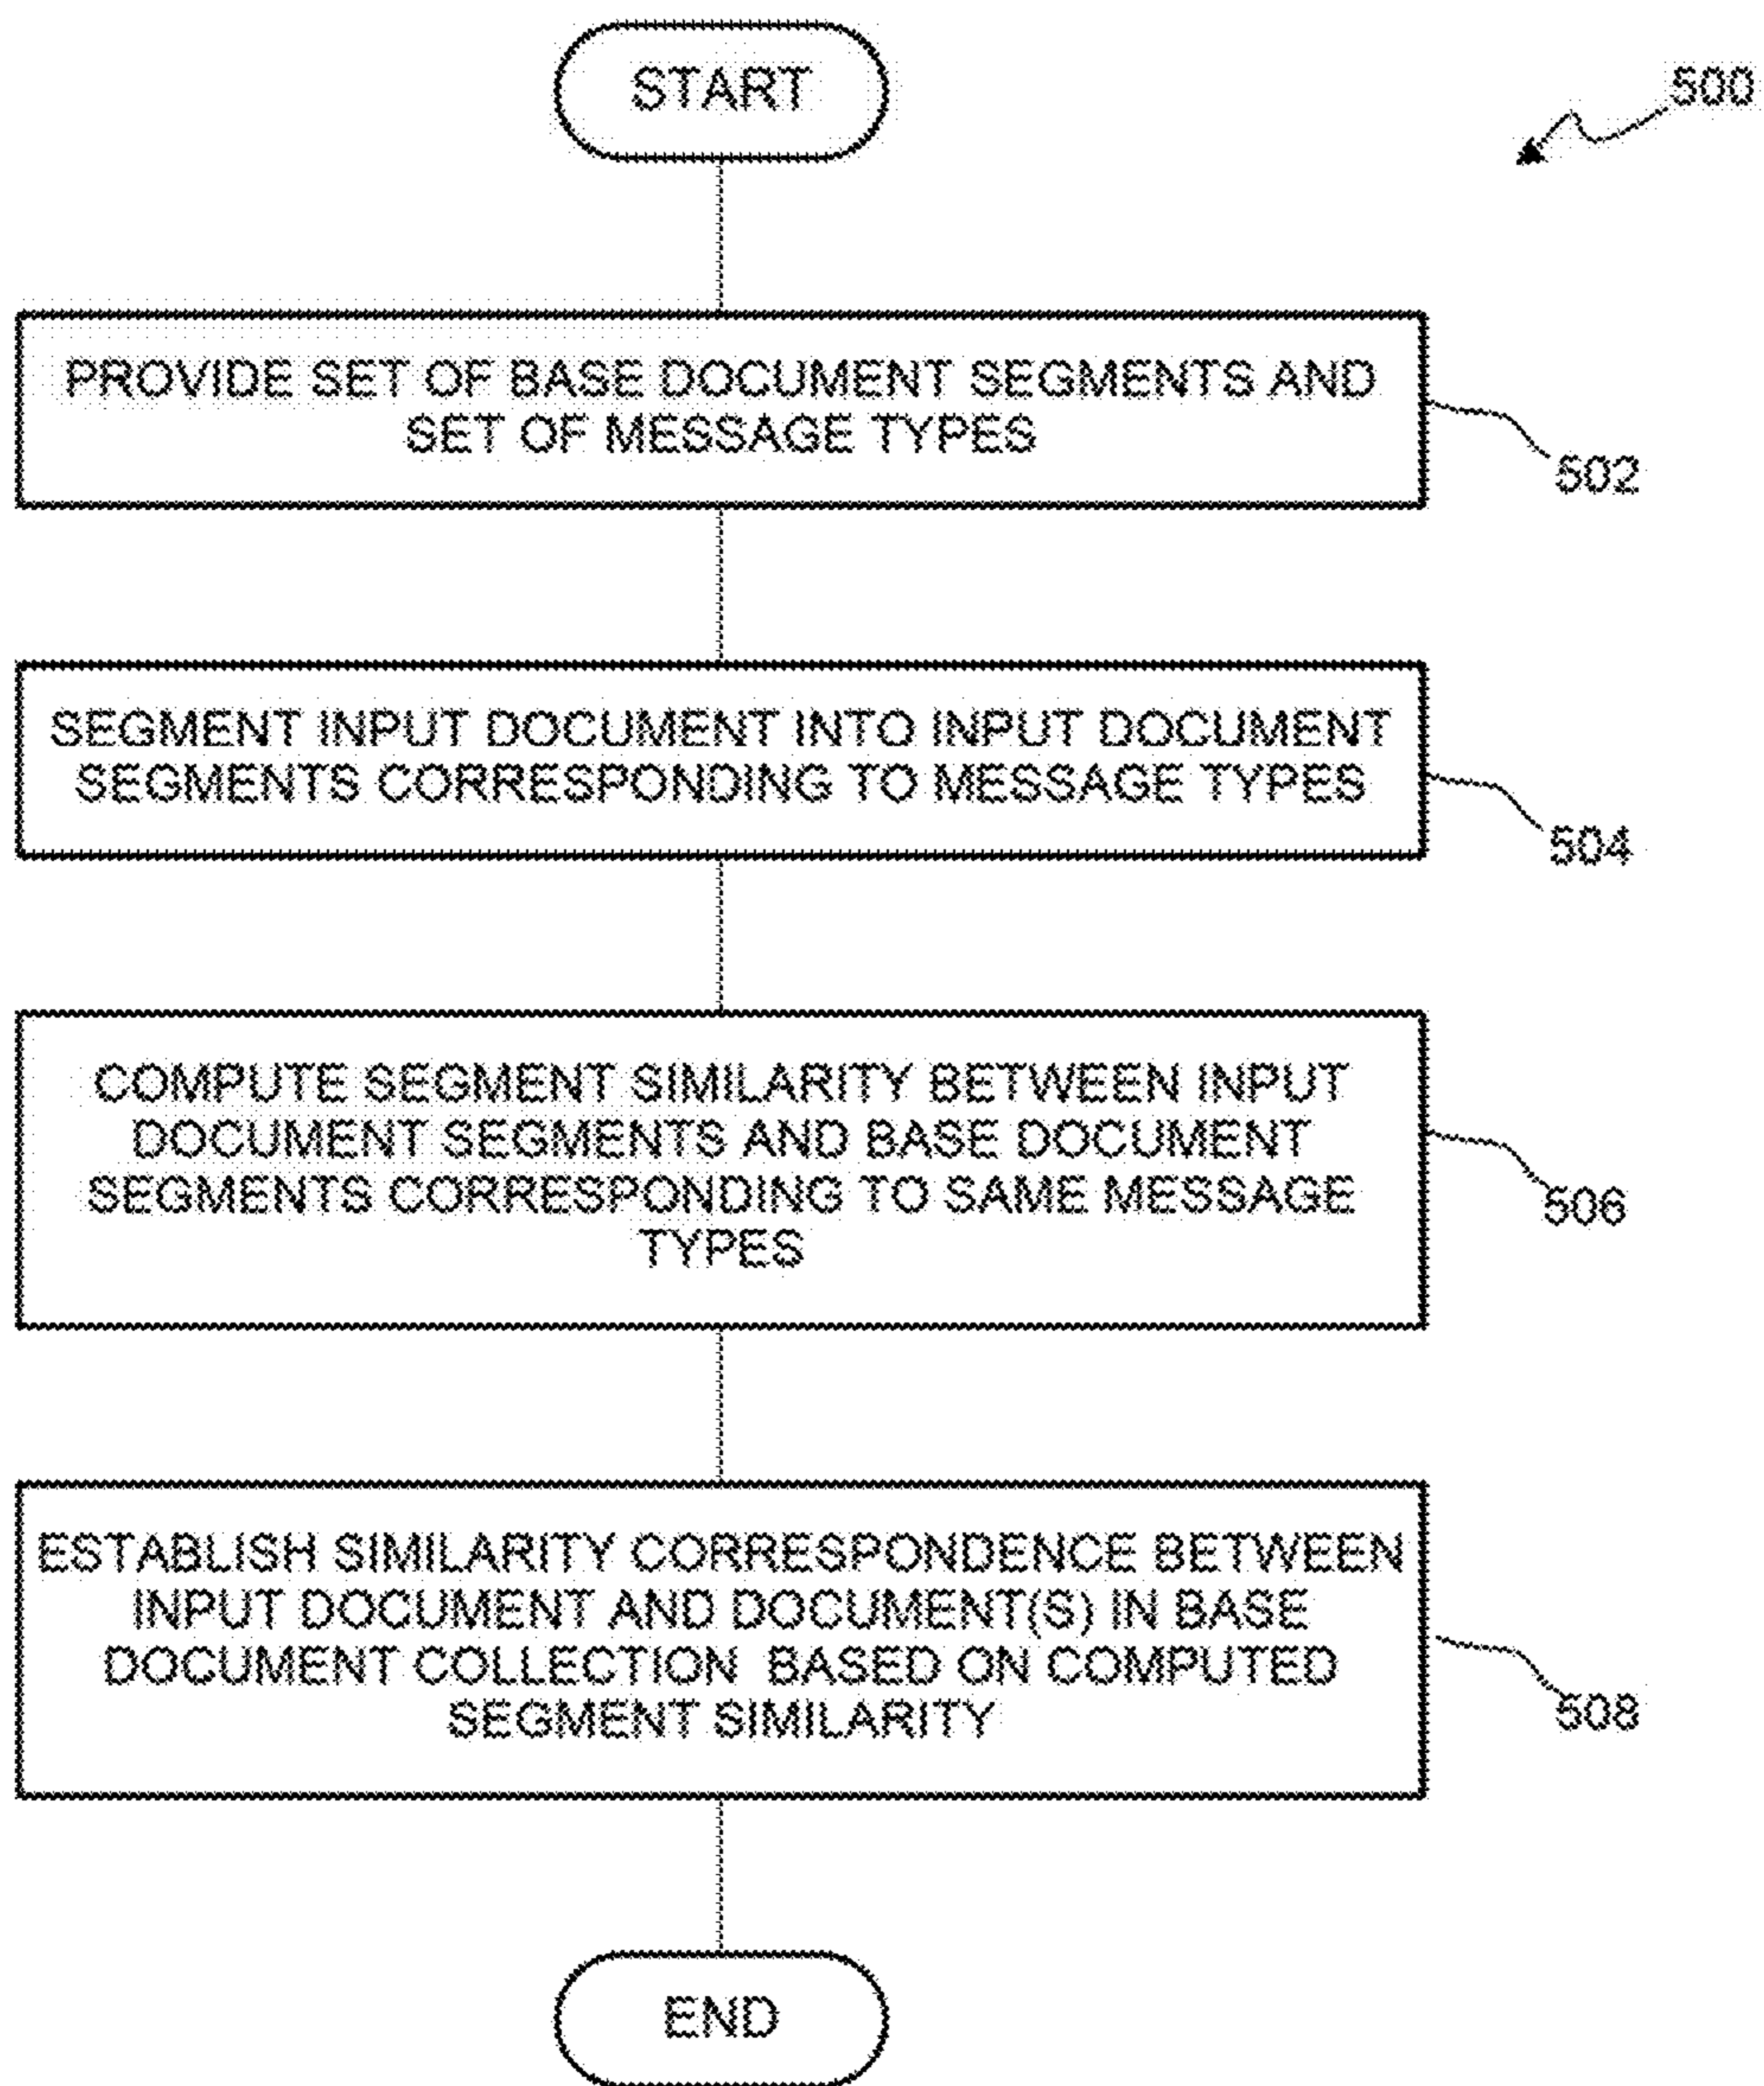 START
500
PROVIDE SET OF BASE DOCUMENT SEGMENTS AND
SET OF MESSAGE TYPES
502
SEGMENT INPUT DOCUMENT INTO INPUT DOCUMENT
SEGMENTS CORRESPONDING TO MESSAGE TYPES
504
COMPUTE SEGMENT SIMILARITY BETWEEN INPUT
DOCUMENT SEGMENTS AND BASE DOCUMENT
SEGMENTS CORRESPONDING TO SAME MESSAGE
TYPES
506
ESTABLISH SIMILARITY CORRESPONDENCE BETWEEN
INPUT DOCUMENT AND DOCUMENT(S) IN BASE
DOCUMENT COLLECTION BASED ON COMPUTED
SEGMENT SIMILARITY
508
END